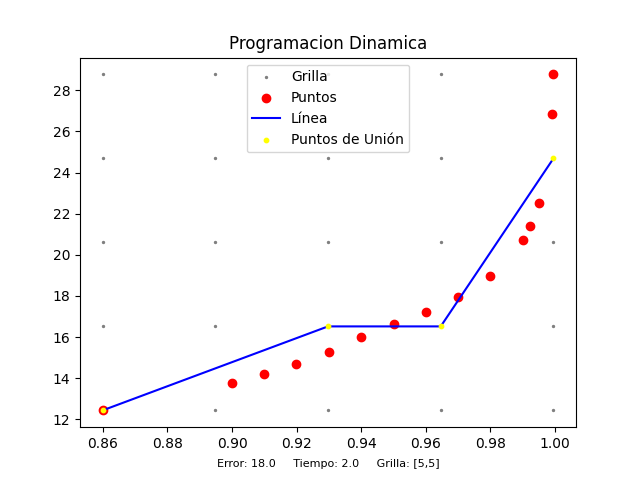 Programacion Dinamica
Grilla
Puntos
Línea
Puntos de Unión
28
26
24
22
20
18
16
14
12
0.86 0.88 0.90 0.92 0.94 0.96 0.98 1.00
Error: 18.0 Tiempo: 2.0 Grilla: [5,5]